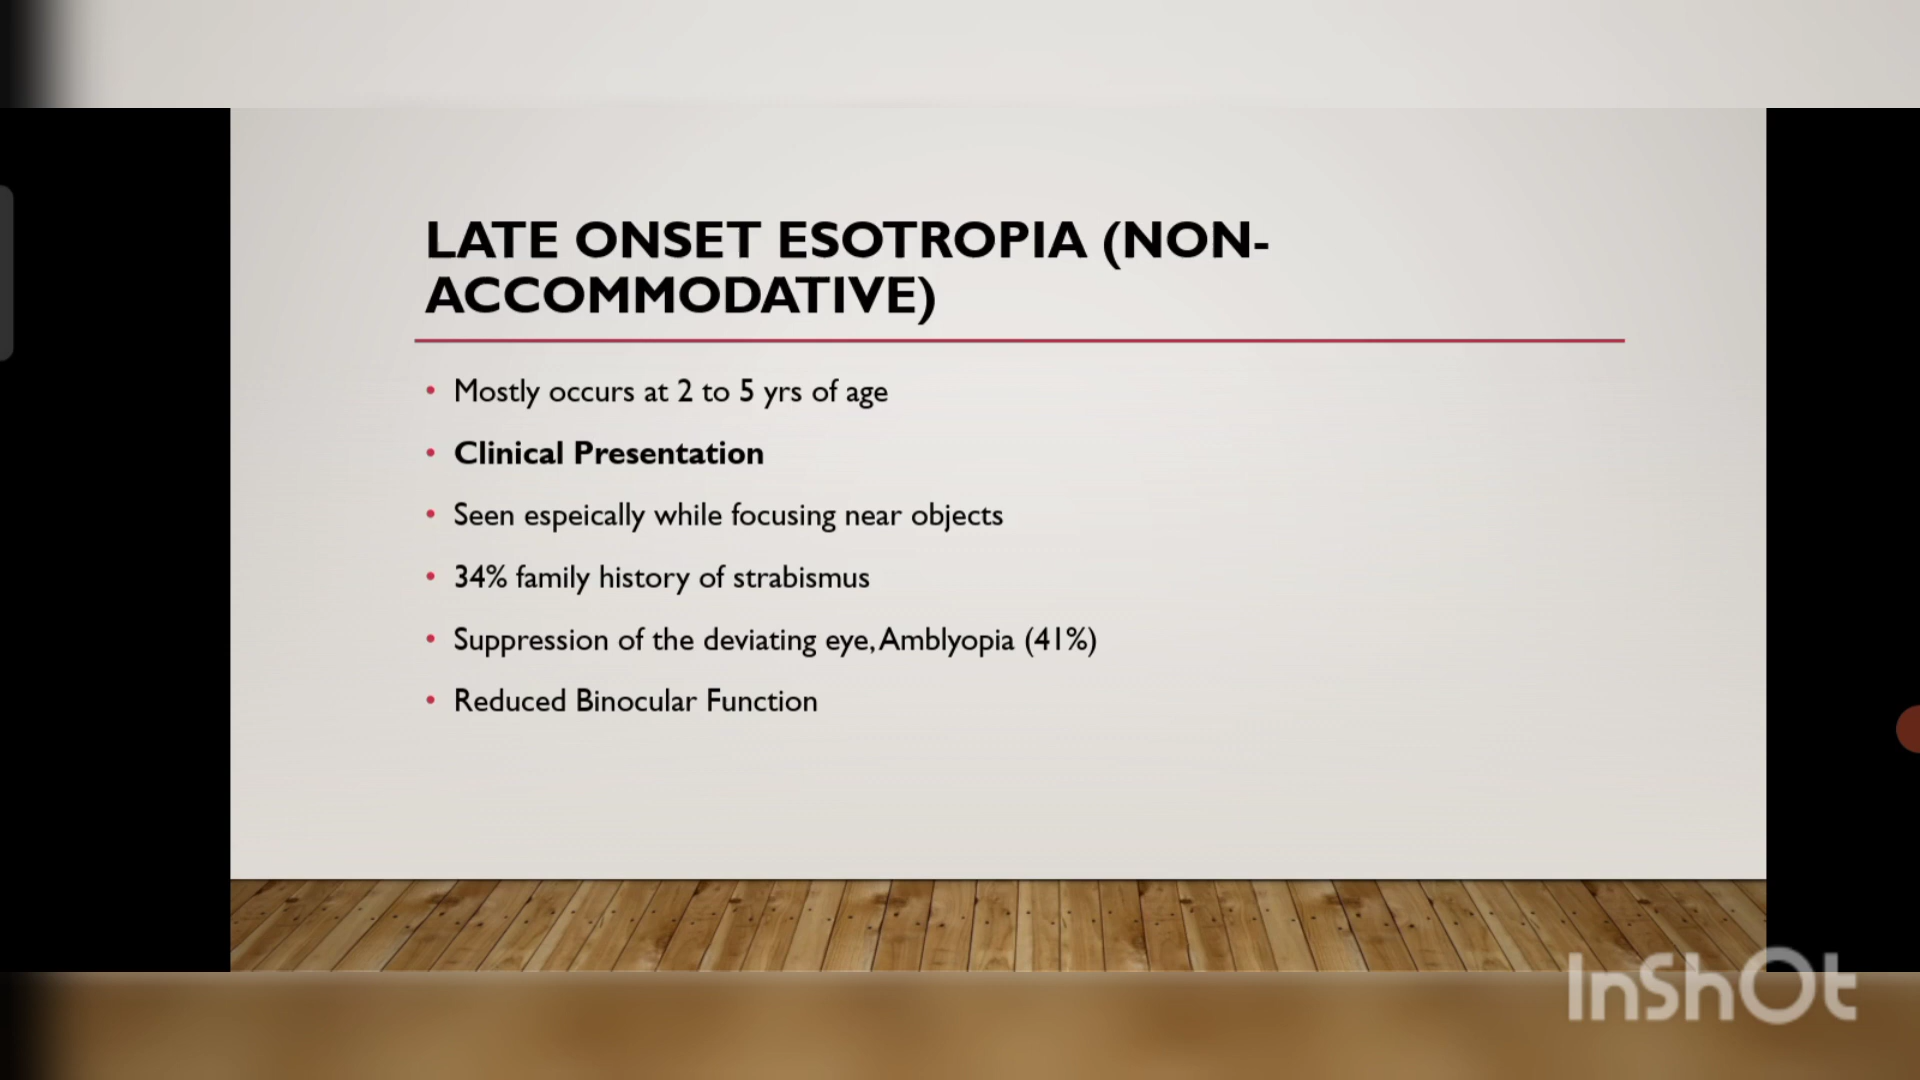 LATE ONSET ESOTROPIA (NON-
ACCOMMODATIVE)
• Mostly occurs at 2 to 5 yrs of age
• Clinical Presentation
• Seen espeically while focusing near objects
• 34% family history of strabismus
• Suppression of the deviating eye, Amblyopia (41%)
• Reduced Binocular Function
InShOt